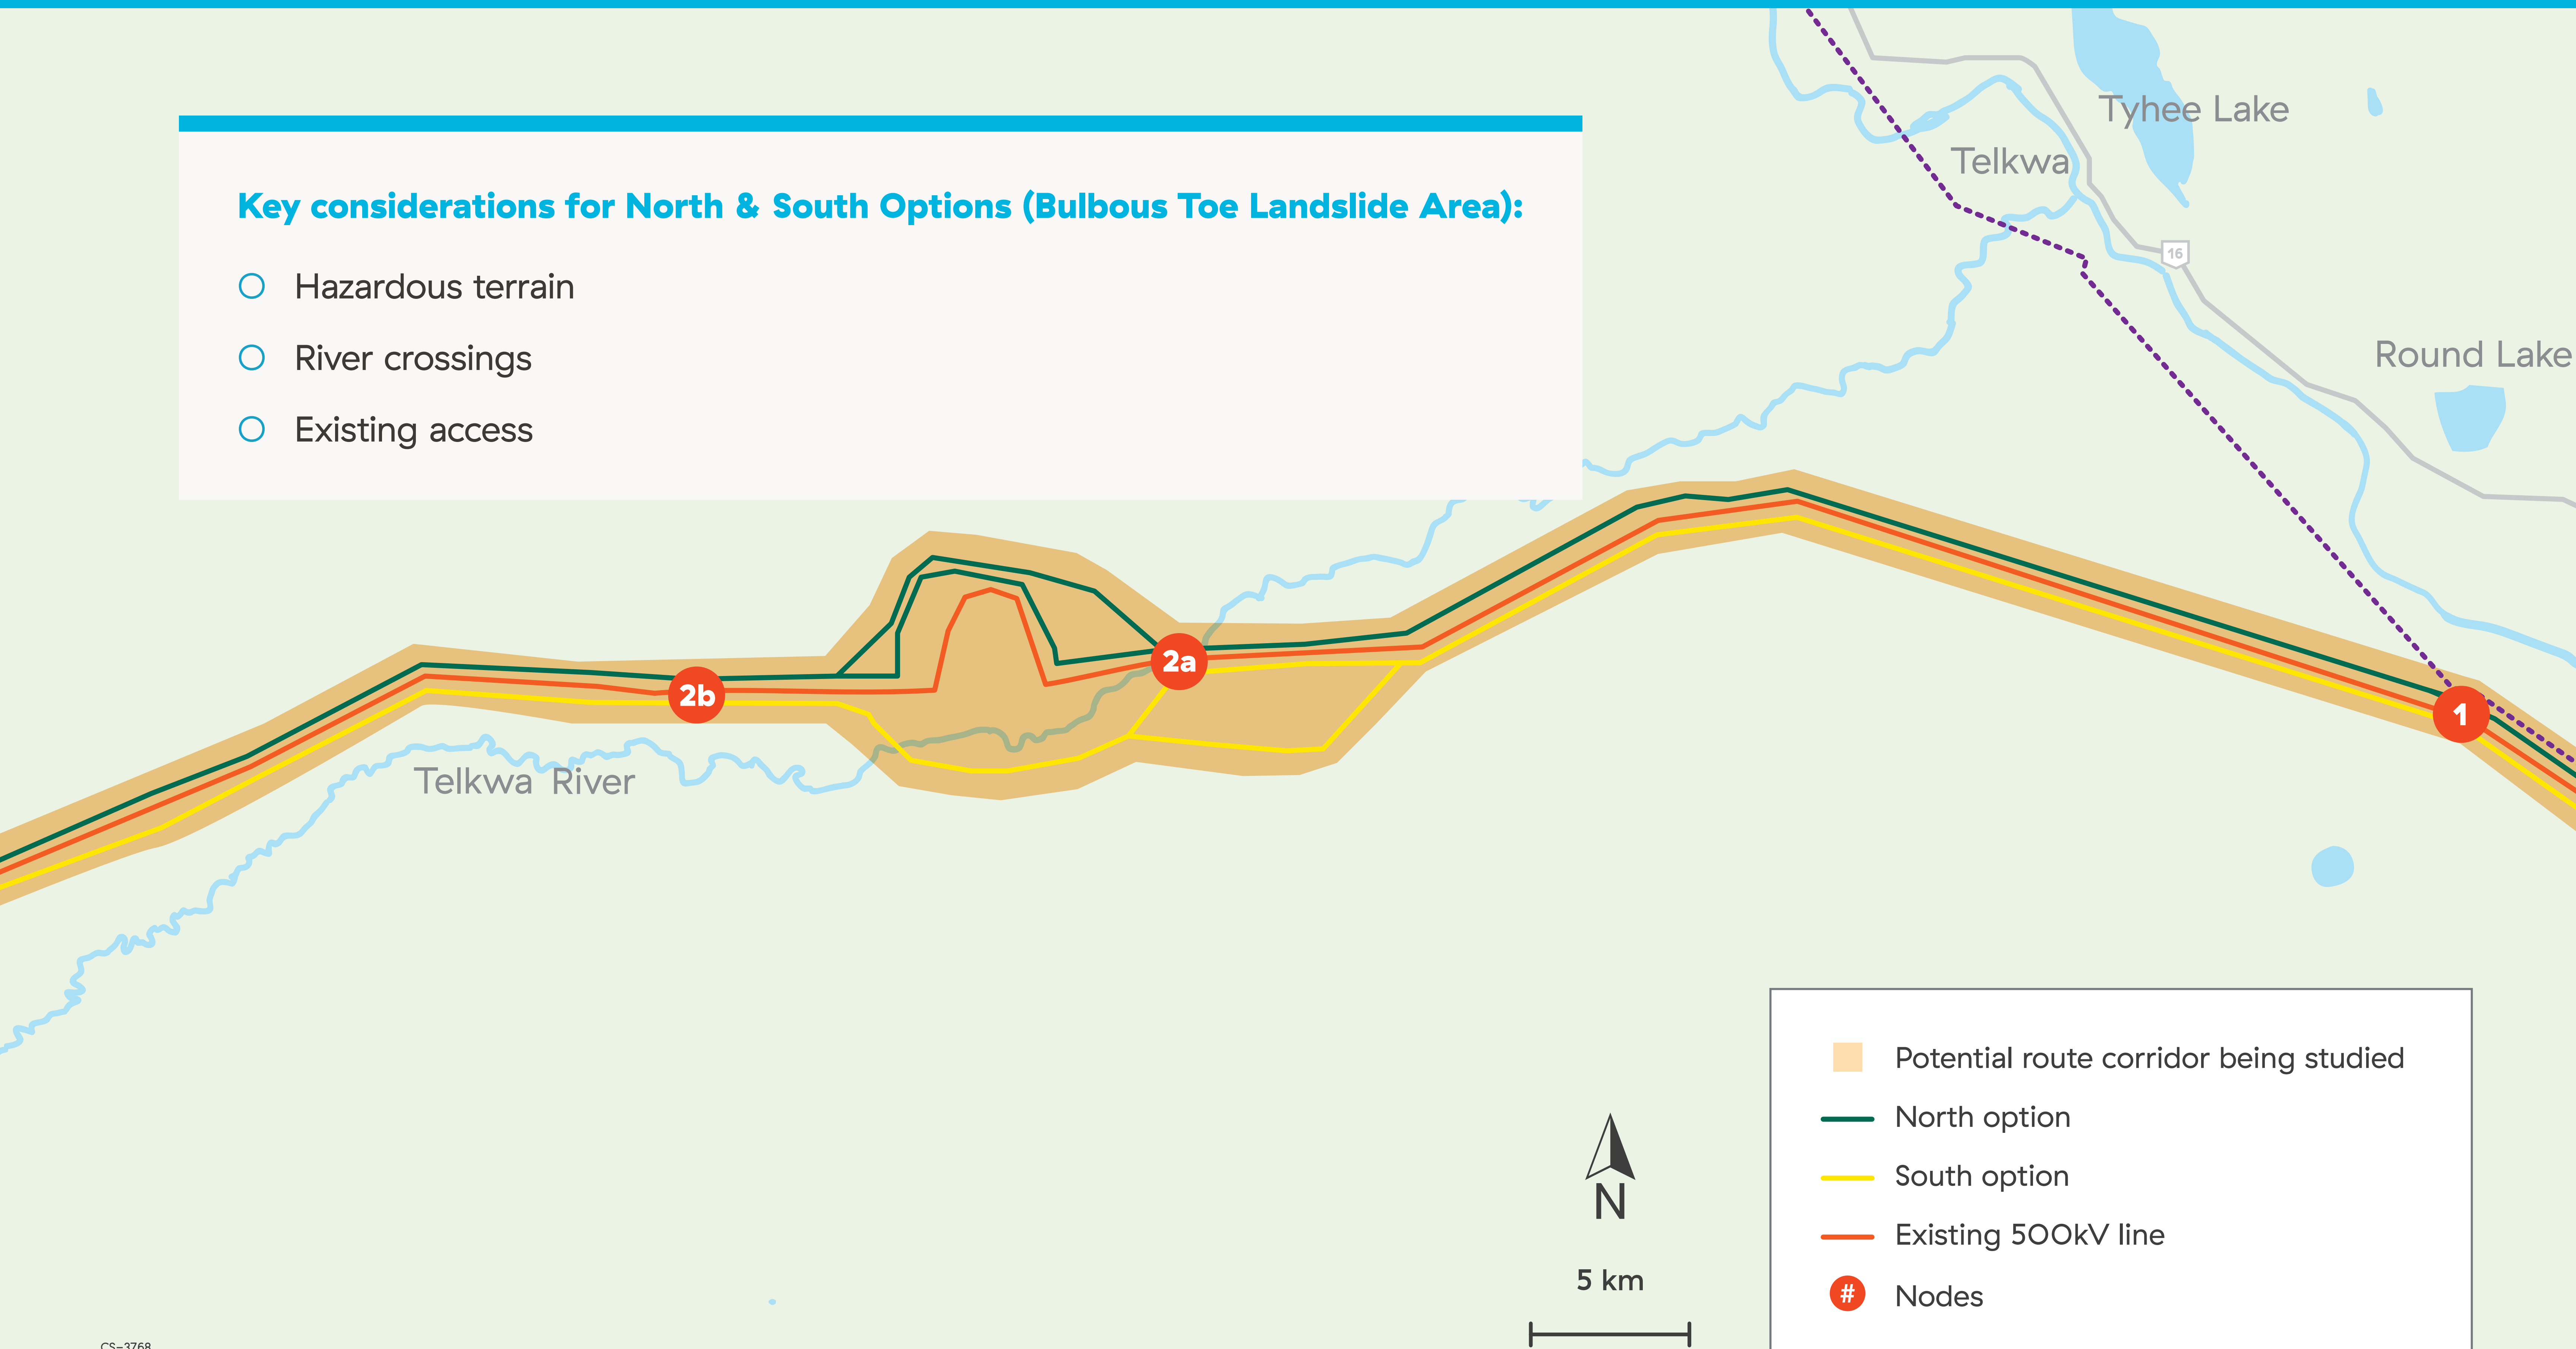 Key considerations for North & South Options (Bulbous Toe Landslide Area):
Hazardous terrain
River crossings
Existing access
Tyhee Lake
Telkwa
16
Round Lake
2a
2b
1
Telkwa River
Potential route corridor being studied
North option
South option
Existing 500kV line
# Nodes
N
5 km
CS-3768